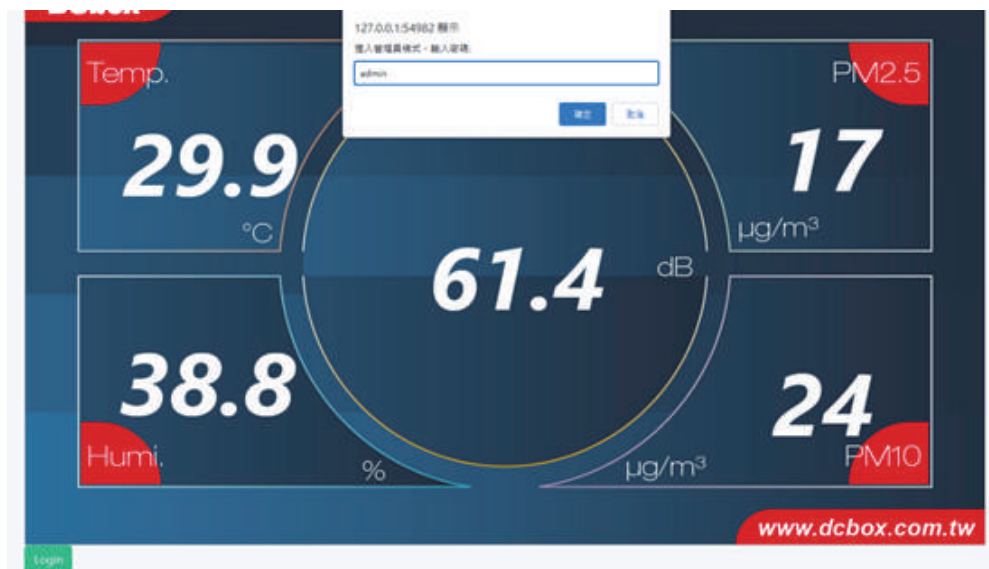 DCbox
127.0.0.1:54982 顯示
進入管理員模式，輸入密碼:
admin
確定 取消
Temp.
29.9
°C
PM2.5
17
µg/m³
61.4
dB
38.8
Humi.
%
24
PM10
µg/m³
www.dcbox.com.tw
Login